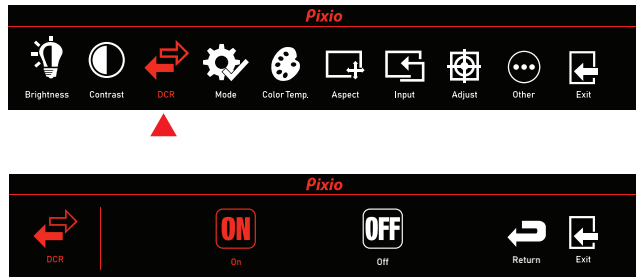 Pixio
Brightness Contrast DCR Mode Color Temp. Aspect Input Adjust Other Exit
Pixio
ON OFF
DCR On Off Return Exit